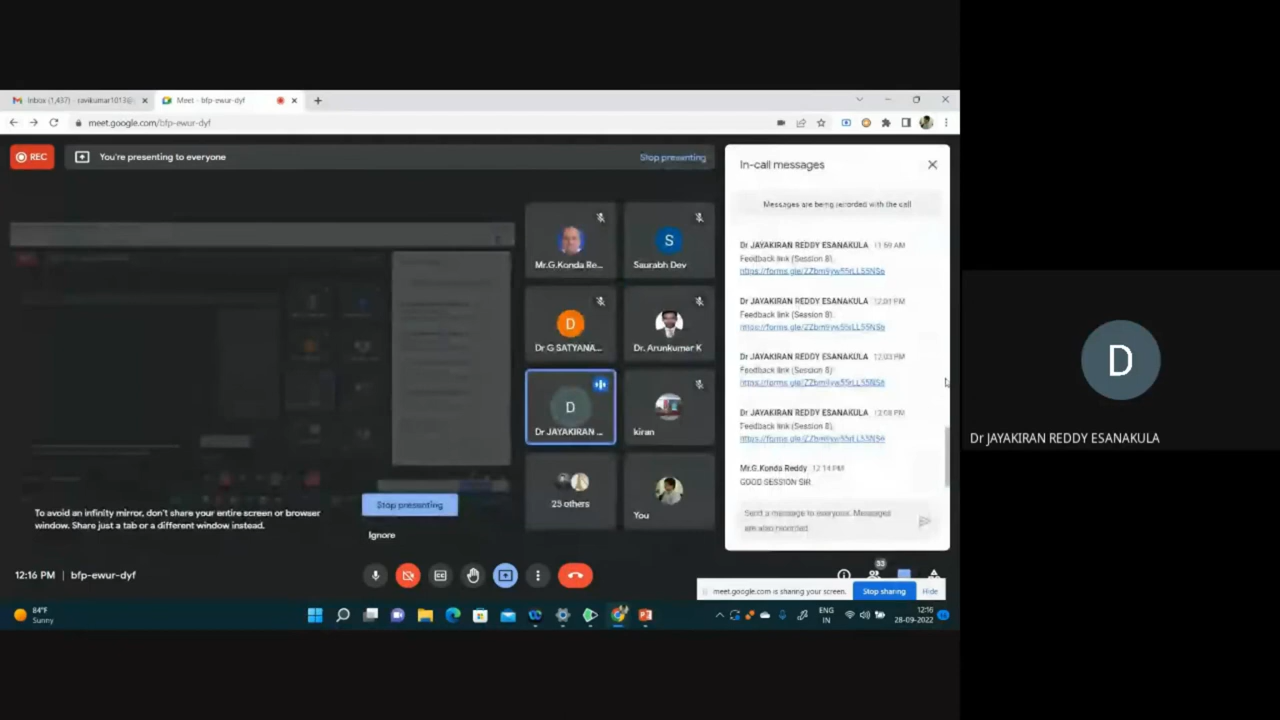 Inbox (1,437) - ravikumar1013@
Meet - bfp-ewur-dyf
meet.google.com/bfp-ewur-dyf
REC
You're presenting to everyone
Stop presenting
In-call messages
Messages are being recorded with the call
Dr JAYAKIRAN REDDY ESANAKULA 11:59 AM
Feedback link (Session 8):
Dr JAYAKIRAN REDDY ESANAKULA 12:01 PM
Feedback link (Session 8):
Dr JAYAKIRAN REDDY ESANAKULA 12:03 PM
Feedback link (Session 8):
Dr JAYAKIRAN REDDY ESANAKULA 12:08 PM
Feedback link (Session 8):
Mr.G.Konda Reddy 12:14 PM
GOOD SESSION SIR
Send a message to everyone. Messages
are also recorded
Mr.G.Konda Re...
S
Saurabh Dev
D
Dr G SATYANA...
Dr. Arunkumar K
D
Dr JAYAKIRAN ...
kiran
25 others
You
Stop presenting
Ignore
To avoid an infinity mirror, don't share your entire screen or browser
window. Share just a tab or a different window instead.
12:16 PM | bfp-ewur-dyf
33
meet.google.com is sharing your screen.
Stop sharing
Hide
84°F
Sunny
ENG
IN
12:16
28-09-2022
D
Dr JAYAKIRAN REDDY ESANAKULA